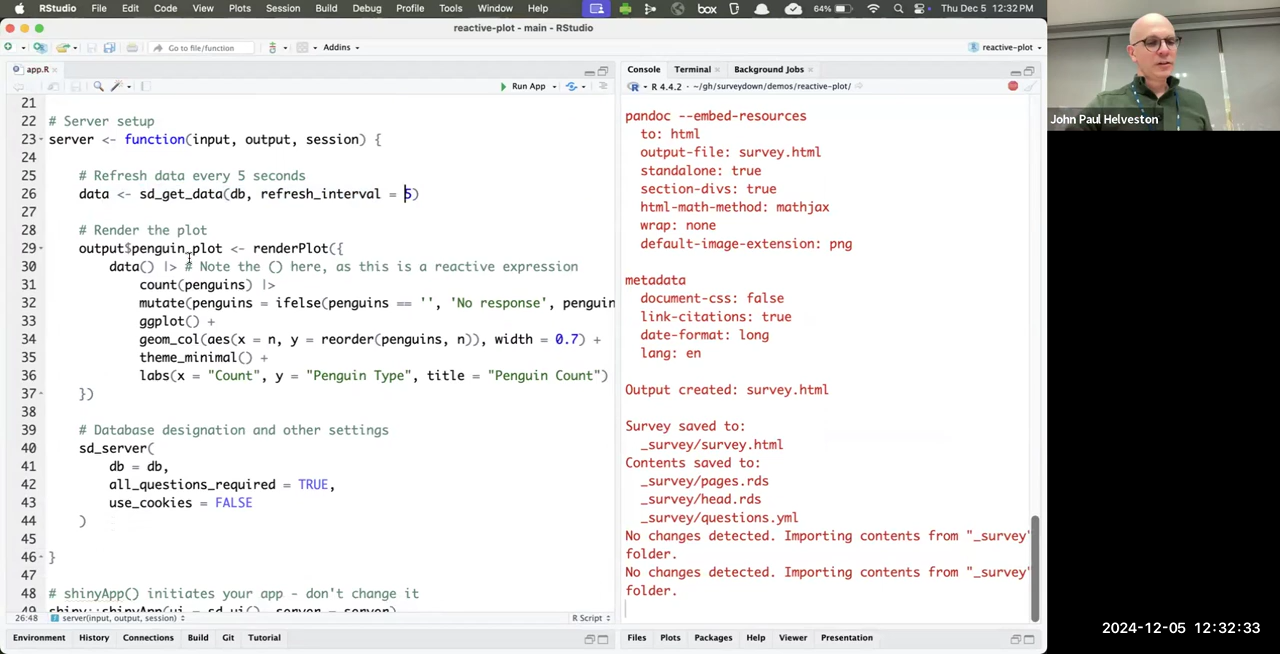 RStudio File Edit Code View Plots Session Build Debug Profile Tools Window Help box 64% Thu Dec 5 12:32 PM
reactive-plot - main - RStudio
Go to file/function Addins reactive-plot
app.R
Run App
21
22 # Server setup
23 server <- function(input, output, session) {
24
25 # Refresh data every 5 seconds
26 data <- sd_get_data(db, refresh_interval = 5)
27
28 # Render the plot
29 output$penguin_plot <- renderPlot({
30 data() |> # Note the () here, as this is a reactive expression
31 count(penguins) |>
32 mutate(penguins = ifelse(penguins == '', 'No response', penguin
33 ggplot() +
34 geom_col(aes(x = n, y = reorder(penguins, n)), width = 0.7) +
35 theme_minimal() +
36 labs(x = "Count", y = "Penguin Type", title = "Penguin Count")
37 })
38
39 # Database designation and other settings
40 sd_server(
41 db = db,
42 all_questions_required = TRUE,
43 use_cookies = FALSE
44 )
45
46 }
47
48 # shinyApp() initiates your app - don't change it
49 shiny::shinyApp(ui = sd_ui(), server = server)
26:48 server(input, output, session) R Script
Environment History Connections Build Git Tutorial
Console Terminal Background Jobs
R 4.4.2 · ~/gh/surveydown/demos/reactive-plot/
pandoc --embed-resources
to: html
output-file: survey.html
standalone: true
section-divs: true
html-math-method: mathjax
wrap: none
default-image-extension: png
metadata
document-css: false
link-citations: true
date-format: long
lang: en
Output created: survey.html
Survey saved to:
_survey/survey.html
Contents saved to:
_survey/pages.rds
_survey/head.rds
_survey/questions.yml
No changes detected. Importing contents from "_survey"
folder.
No changes detected. Importing contents from "_survey"
folder.
Files Plots Packages Help Viewer Presentation
John Paul Helveston
2024-12-05 12:32:33